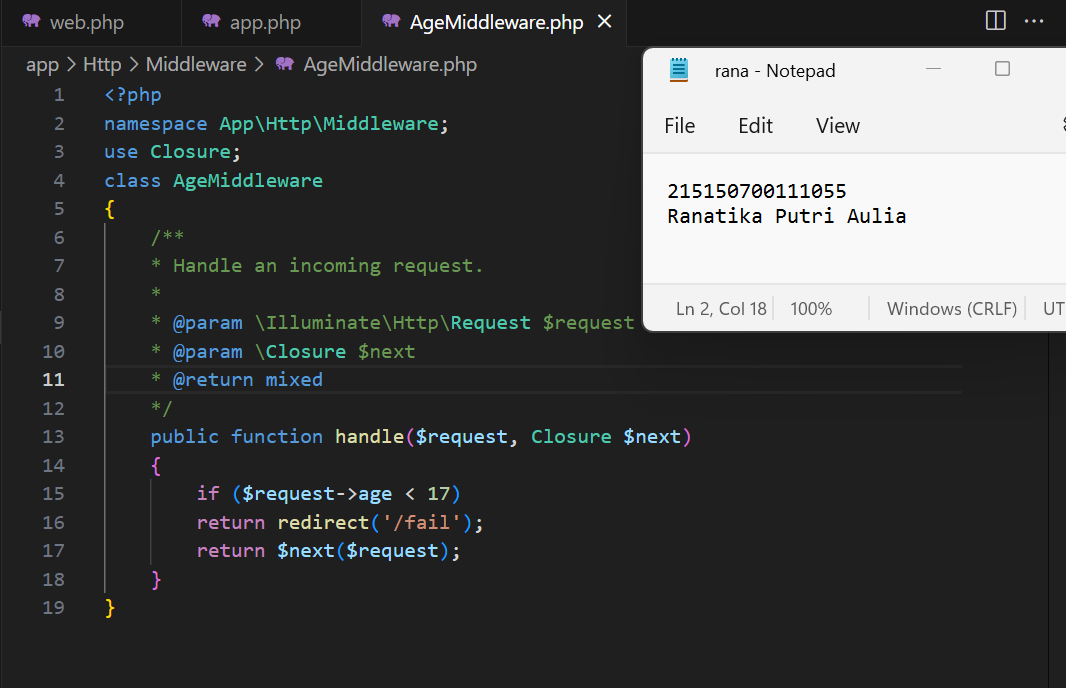 web.php app.php AgeMiddleware.php
app > Http > Middleware > AgeMiddleware.php
1 <?php
2 namespace App\Http\Middleware;
3 use Closure;
4 class AgeMiddleware
5 {
6 /**
7 * Handle an incoming request.
8 *
9 * @param \Illuminate\Http\Request $request
10 * @param \Closure $next
11 * @return mixed
12 */
13 public function handle($request, Closure $next)
14 {
15 if ($request->age < 17)
16 return redirect('/fail');
17 return $next($request);
18 }
19 }
rana - Notepad
File Edit View
215150700111055
Ranatika Putri Aulia
Ln 2, Col 18 100% Windows (CRLF) UT